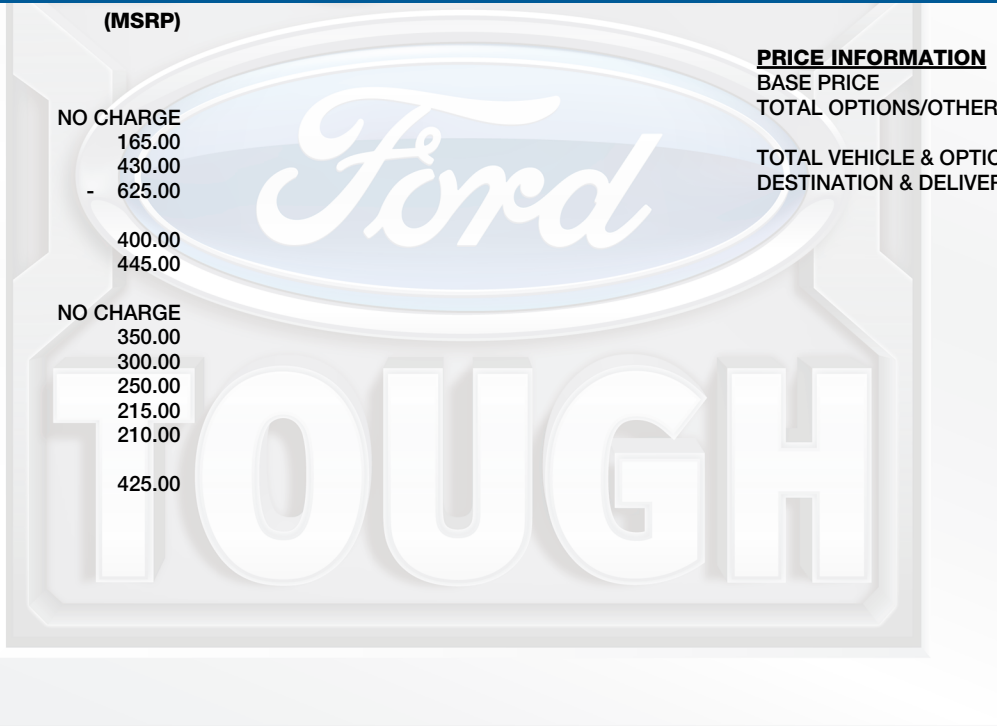 (MSRP)
NO CHARGE
165.00
430.00
- 625.00
400.00
445.00
NO CHARGE
350.00
300.00
250.00
215.00
210.00
425.00
PRICE INFORMATION
BASE PRICE
TOTAL OPTIONS/OTHER
TOTAL VEHICLE & OPTIO
DESTINATION & DELIVER
Ford
TOUGH